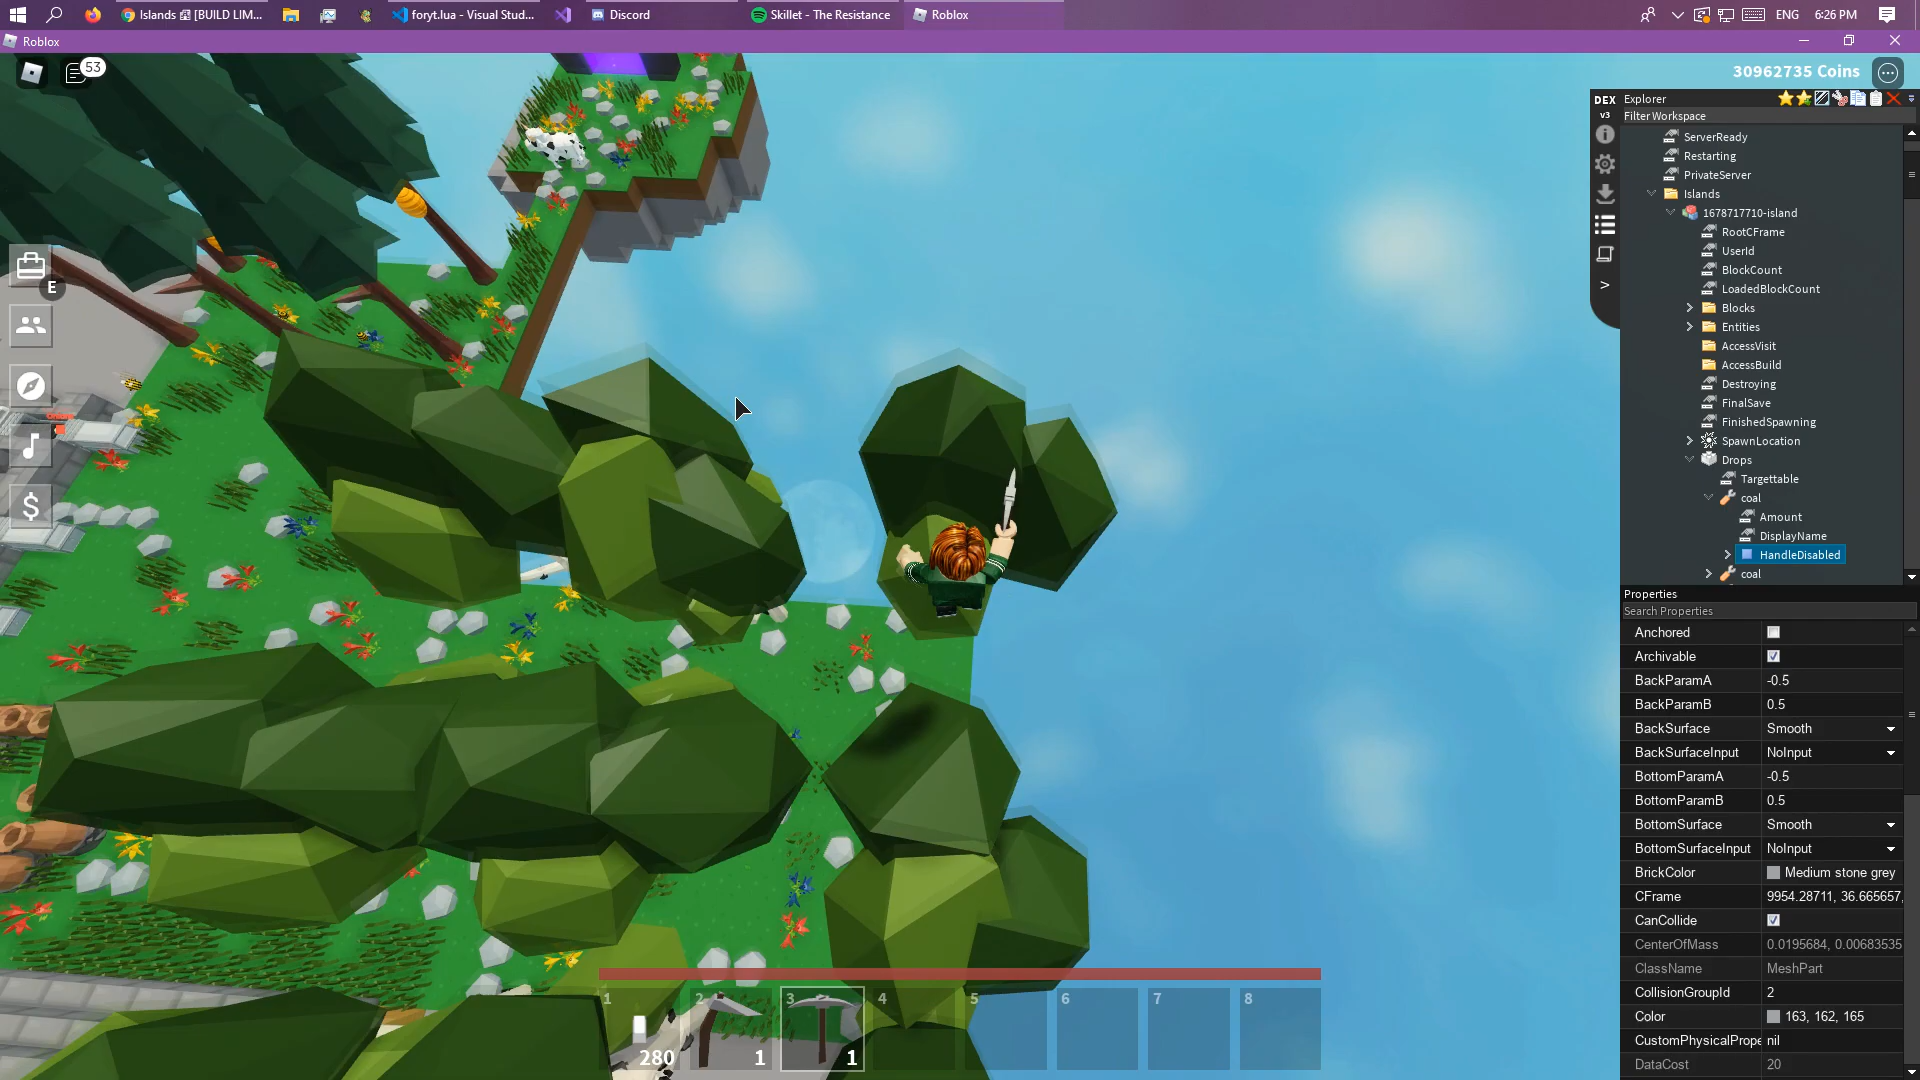 Islands 🏝 [BUILD LIM...
foryt.lua - Visual Stud...
Discord
Skillet - The Resistance
Roblox
ENG
6:26 PM
Roblox
53
30962735 Coins
E
$
DEX
v3
>
Explorer
Filter Workspace
ServerReady
Restarting
PrivateServer
Islands
1678717710-island
RootCFrame
UserId
BlockCount
LoadedBlockCount
Blocks
Entities
AccessVisit
AccessBuild
Destroying
FinalSave
FinishedSpawning
SpawnLocation
Drops
Targettable
coal
Amount
DisplayName
HandleDisabled
coal
Properties
Search Properties
Anchored
Archivable
BackParamA -0.5
BackParamB 0.5
BackSurface Smooth
BackSurfaceInput NoInput
BottomParamA -0.5
BottomParamB 0.5
BottomSurface Smooth
BottomSurfaceInput NoInput
BrickColor Medium stone grey
CFrame 9954.28711, 36.665657,
CanCollide
CenterOfMass 0.0195684, 0.00683535
ClassName MeshPart
CollisionGroupId 2
Color 163, 162, 165
CustomPhysicalPrope nil
DataCost 20
1 2 3 4 5 6 7 8
280 1 1